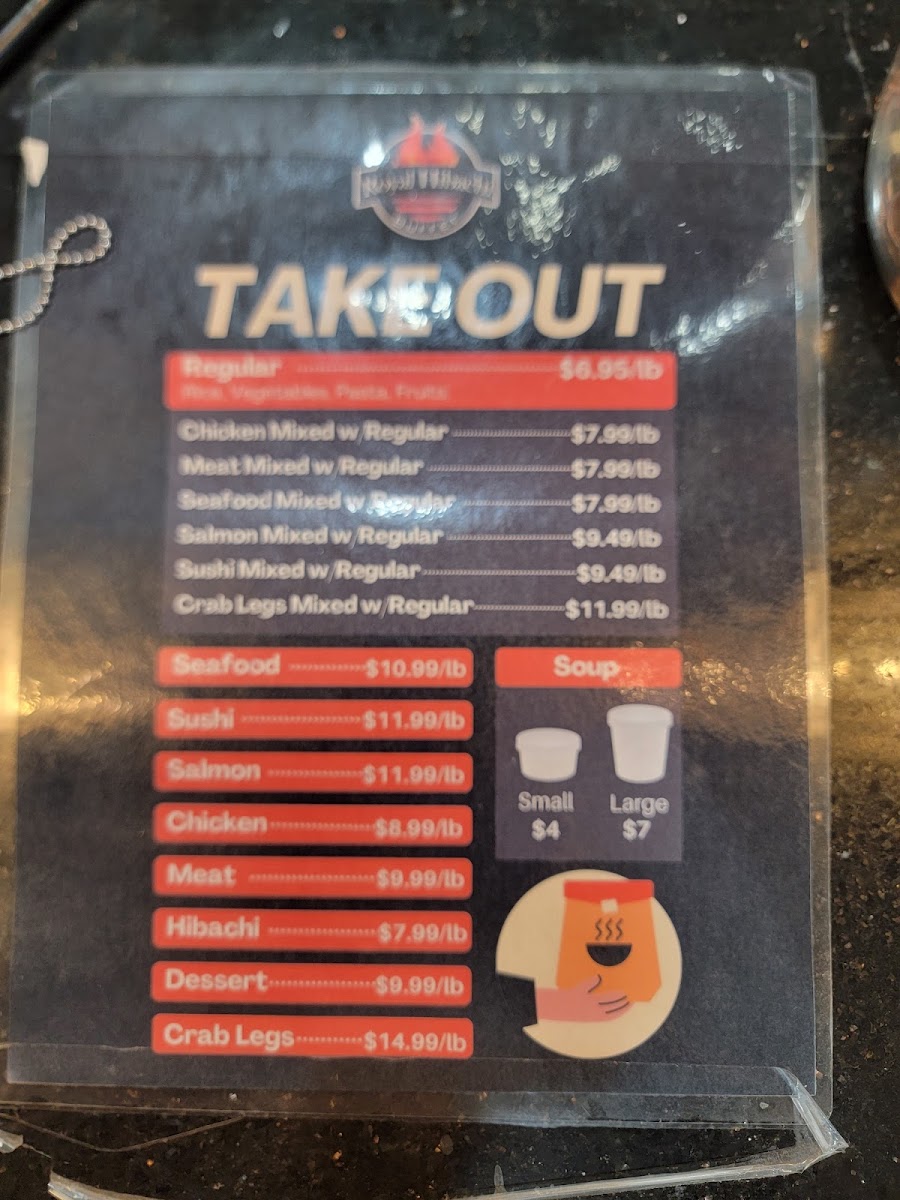 BUFFET
TAKE OUT
Regular $6.95/lb
Rice, Vegetables, Pasta, Fruits
Chicken Mixed w/Regular $7.99/lb
Meat Mixed w/Regular $7.99/lb
Seafood Mixed w/Regular $7.99/lb
Salmon Mixed w/Regular $9.49/lb
Sushi Mixed w/Regular $9.49/lb
Crab Legs Mixed w/Regular $11.99/lb
Seafood $10.99/lb
Sushi $11.99/lb
Salmon $11.99/lb
Chicken $8.99/lb
Meat $9.99/lb
Hibachi $7.99/lb
Dessert $9.99/lb
Crab Legs $14.99/lb
Soup
Small Large
$4 $7